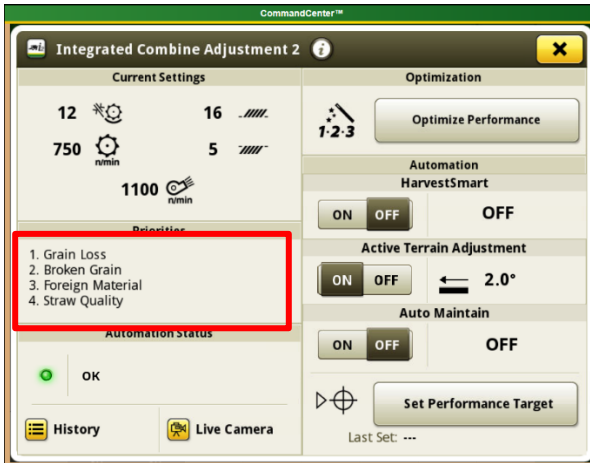 CommandCenter™
Integrated Combine Adjustment 2
Current Settings
12
16
750
n/min
5
1100
n/min
Priorities
1. Grain Loss
2. Broken Grain
3. Foreign Material
4. Straw Quality
Automation Status
OK
History
Live Camera
Optimization
1·2·3
Optimize Performance
Automation
HarvestSmart
ON OFF
OFF
Active Terrain Adjustment
ON OFF
2.0°
Auto Maintain
ON OFF
OFF
Set Performance Target
Last Set: ---